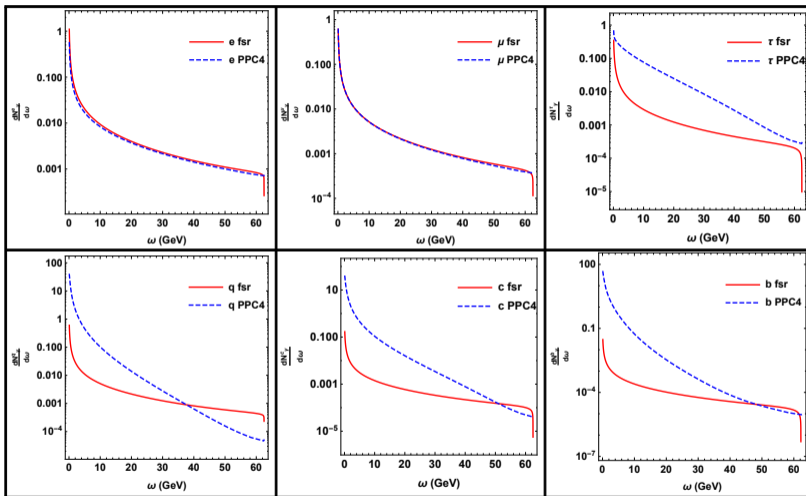 1
0.100
0.010
0.001
e fsr
e PPC4
0 10 20 30 40 50 60
ω (GeV)
1
0.100
0.010
0.001
10⁻⁴
μ fsr
μ PPC4
0 10 20 30 40 50 60
ω (GeV)
1
0.100
0.010
0.001
10⁻⁴
10⁻⁵
τ fsr
τ PPC4
0 10 20 30 40 50 60
ω (GeV)
100
10
1
0.100
0.010
0.001
10⁻⁴
q fsr
q PPC4
0 10 20 30 40 50 60
ω (GeV)
10
0.100
0.001
10⁻⁵
dω
c fsr
c PPC4
0 10 20 30 40 50 60
ω (GeV)
100
0.1
10⁻⁴
10⁻⁷
b fsr
b PPC4
0 10 20 30 40 50 60
ω (GeV)